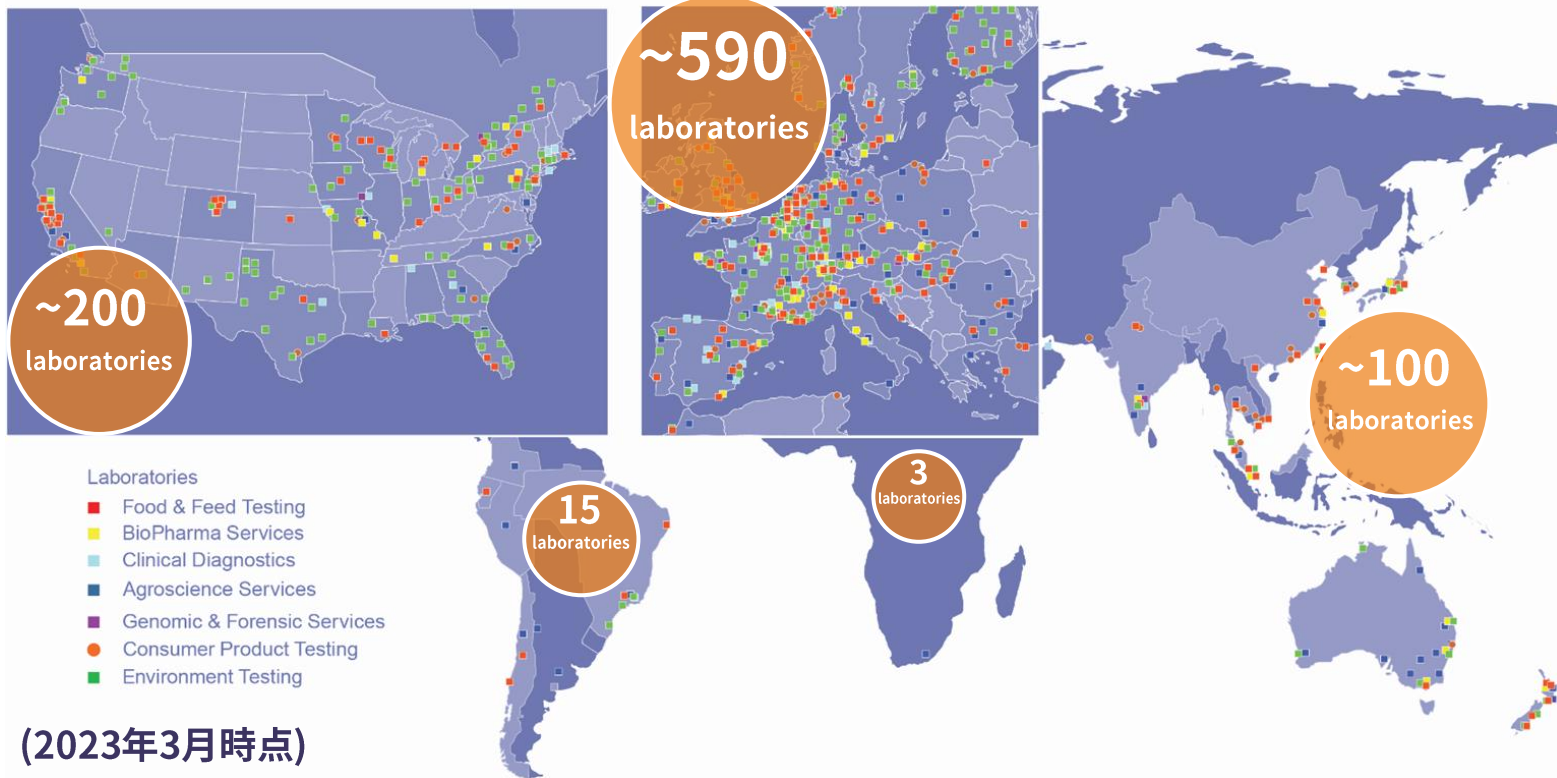 ~590
laboratories
~200
laboratories
~100
laboratories
3
laboratories
15
laboratories
Laboratories
Food & Feed Testing
BioPharma Services
Clinical Diagnostics
Agroscience Services
Genomic & Forensic Services
Consumer Product Testing
Environment Testing
(2023年3月時点)